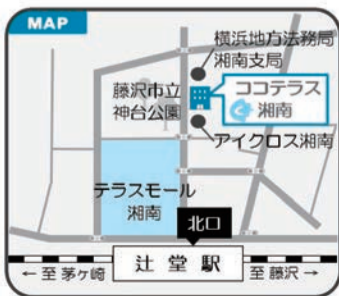 MAP
横浜地方法務局
湘南支局
藤沢市立
神台公園
ココテラス
湘南
アイクロス湘南
テラスモール
湘南
北口
辻堂駅
← 至 茅ヶ崎
至 藤沢 →